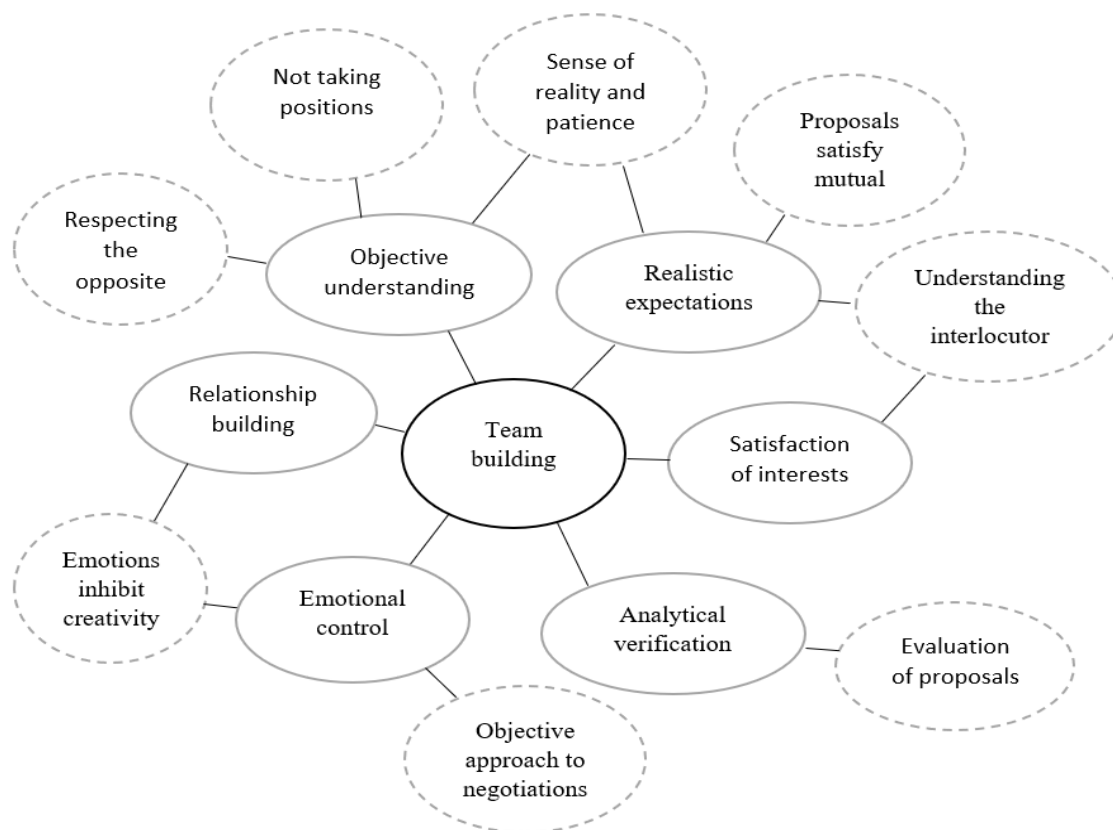 Not taking
positions
Sense of
reality and
patience
Proposals
satisfy
mutual
Respecting
the
opposite
Objective
understanding
Realistic
expectations
Understanding
the
interlocutor
Relationship
building
Team
building
Satisfaction
of interests
Emotions
inhibit
creativity
Emotional
control
Analytical
verification
Evaluation
of proposals
Objective
approach to
negotiations